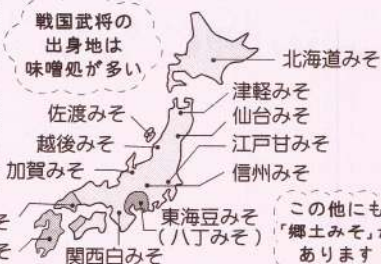 戦国武将の
出身地は
味噌処が多い
北海道みそ
津軽みそ
仙台みそ
江戸甘みそ
信州みそ
佐渡みそ
越後みそ
加賀みそ
東海豆みそ
(八丁みそ)
関西白みそ
そ
そ
この他にも
「郷土みそ」が
あります